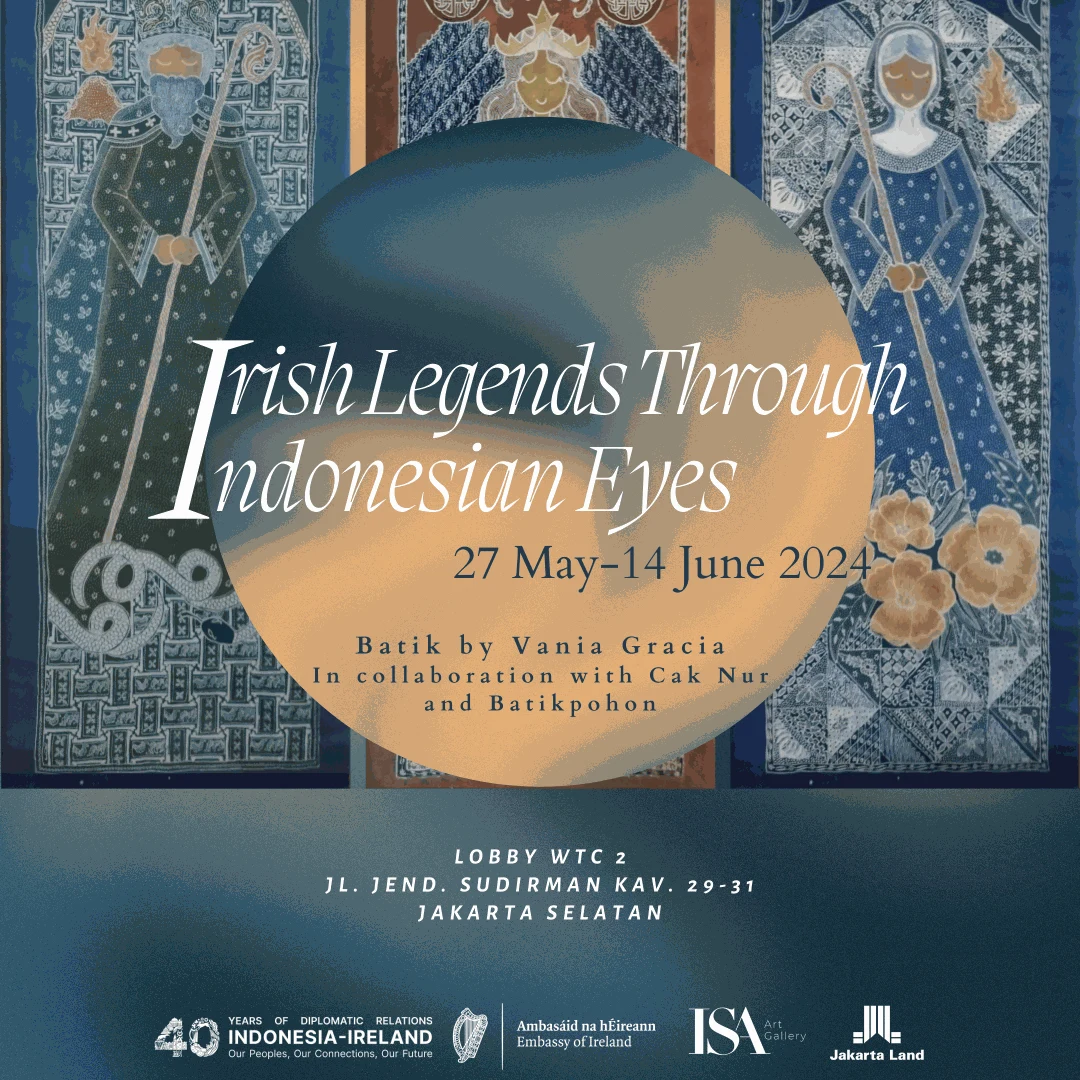 Irish Legends Through
Indonesian Eyes
27 May–14 June 2024
Batik by Vania Gracia
In collaboration with Cak Nur
and Batikpohon
LOBBY WTC 2
JL. JEND. SUDIRMAN KAV. 29-31
JAKARTA SELATAN
40
YEARS OF DIPLOMATIC RELATIONS
INDONESIA-IRELAND
Our Peoples, Our Connections, Our Future
Ambasáid na hÉireann
Embassy of Ireland
ISA
Art
Gallery
Jakarta Land